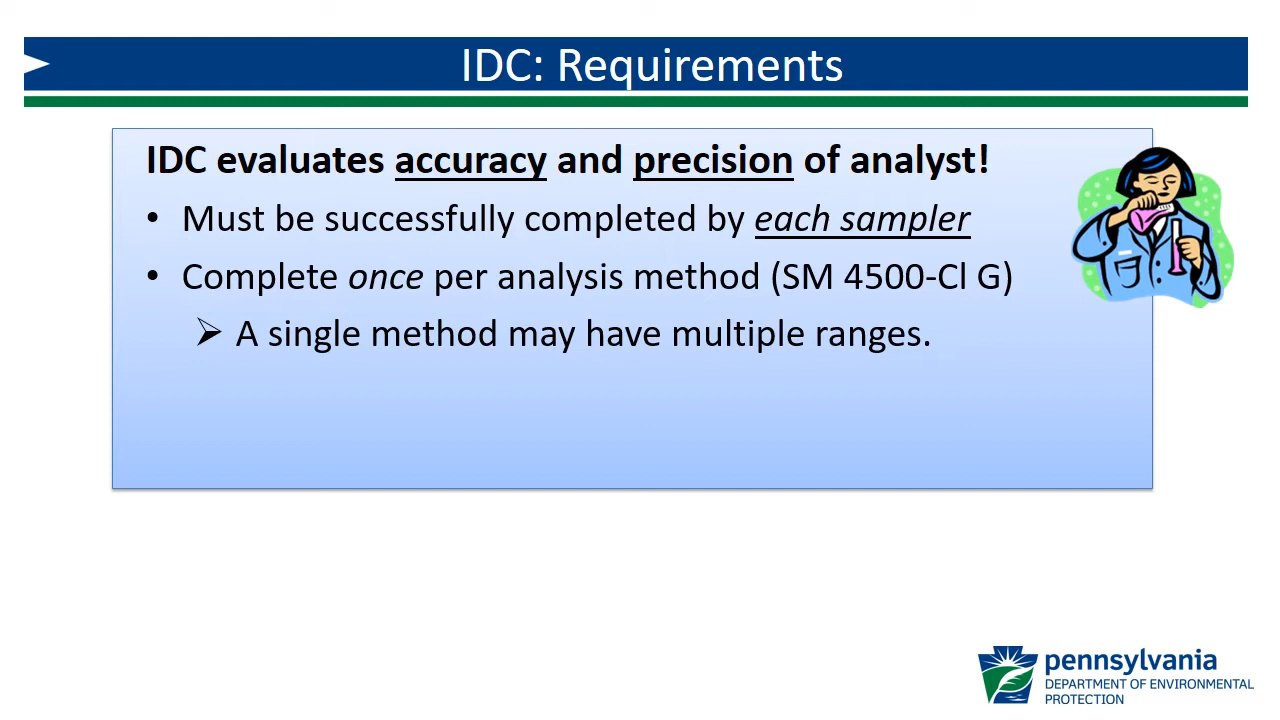 IDC: Requirements
IDC evaluates accuracy and precision of analyst!
• Must be successfully completed by each sampler
• Complete once per analysis method (SM 4500-Cl G)
➢ A single method may have multiple ranges.
pennsylvania
DEPARTMENT OF ENVIRONMENTAL
PROTECTION